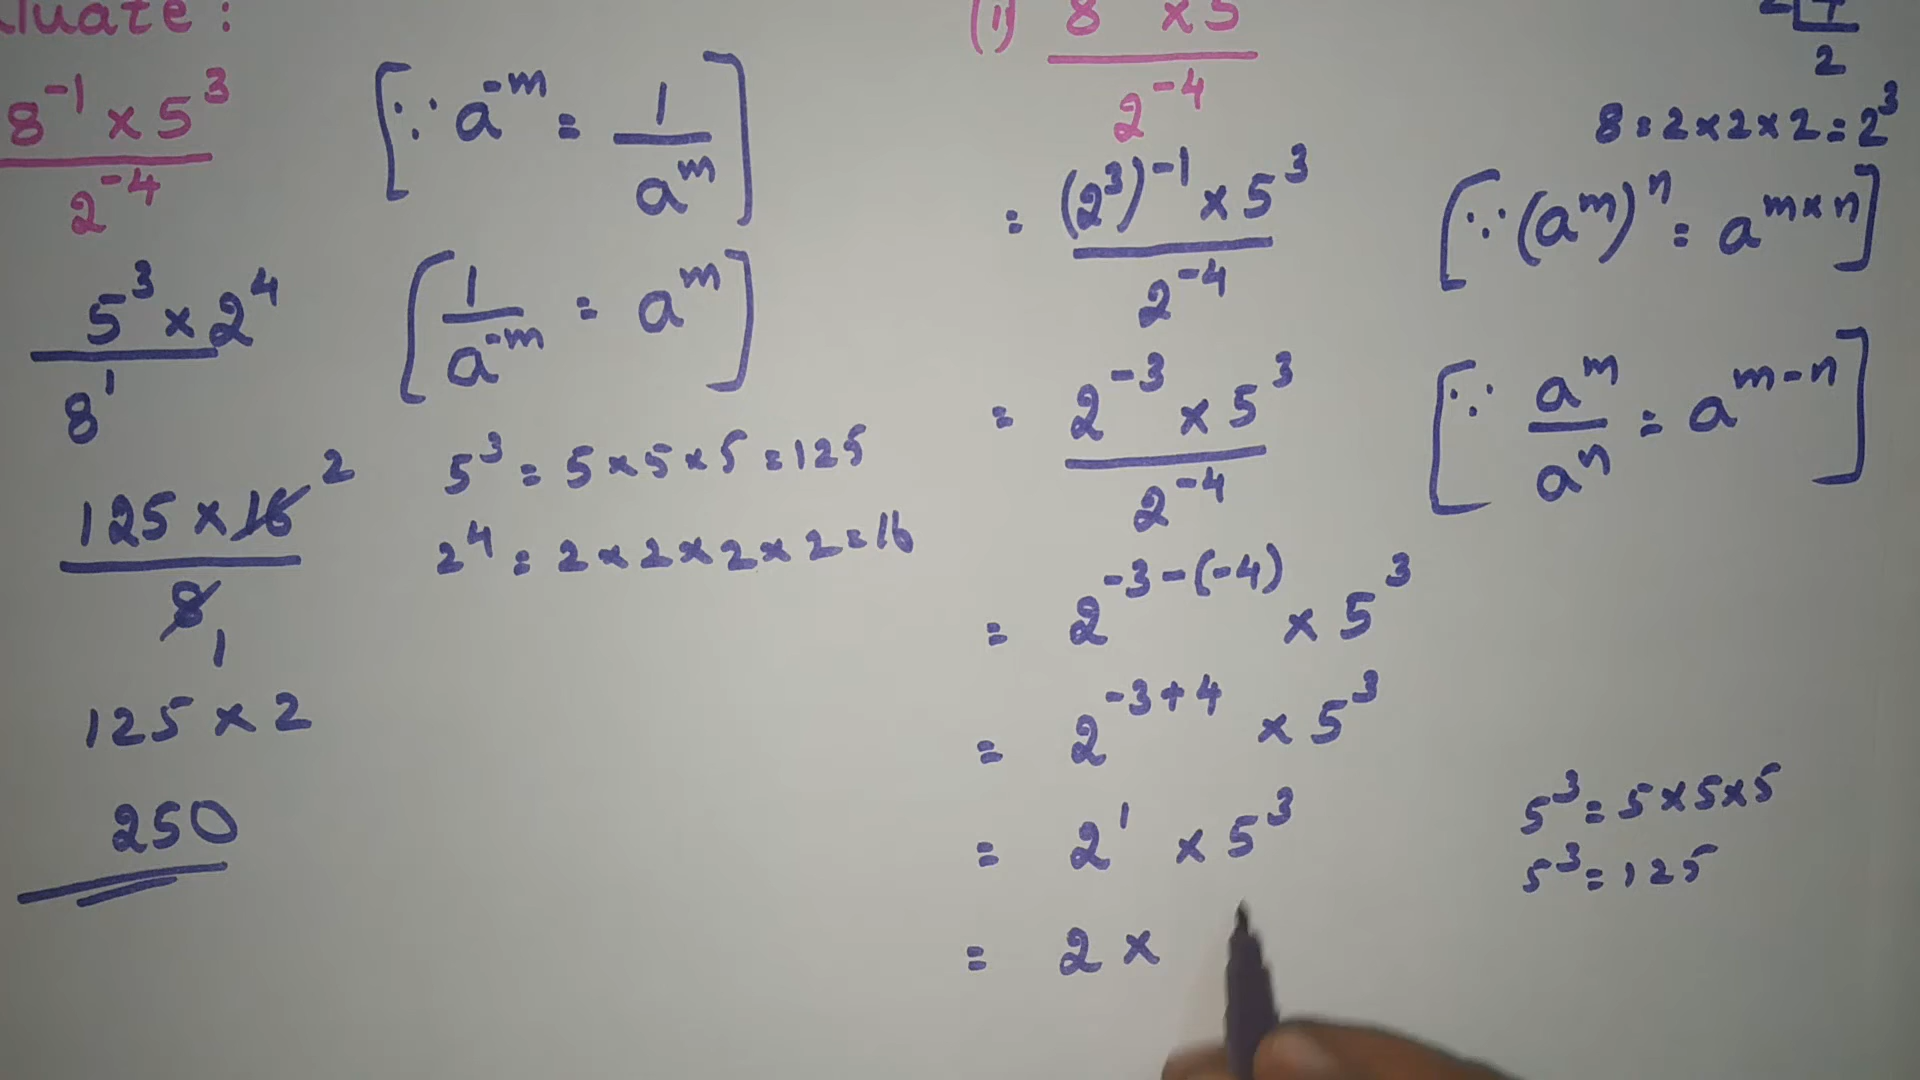 luate :
8^-1 × 5^3
2^-4
[∵ a^-m = 1/a^m]
5^3 × 2^4
8^1
[1/a^-m = a^m]
125 × 16 2
8 1
5^3 = 5 × 5 × 5 = 125
2^4 = 2 × 2 × 2 × 2 = 16
125 × 2
250
(i) 8 × 5
2^-4
= (2^3)^-1 × 5^3
2^-4
= 2^-3 × 5^3
2^-4
= 2^-3-(-4) × 5^3
= 2^-3+4 × 5^3
= 2^1 × 5^3
= 2 ×
2
8 = 2 × 2 × 2 = 2^3
[∵ (a^m)^n = a^m×n]
[∵ a^m/a^n = a^m-n]
5^3 = 5 × 5 × 5
5^3 = 125